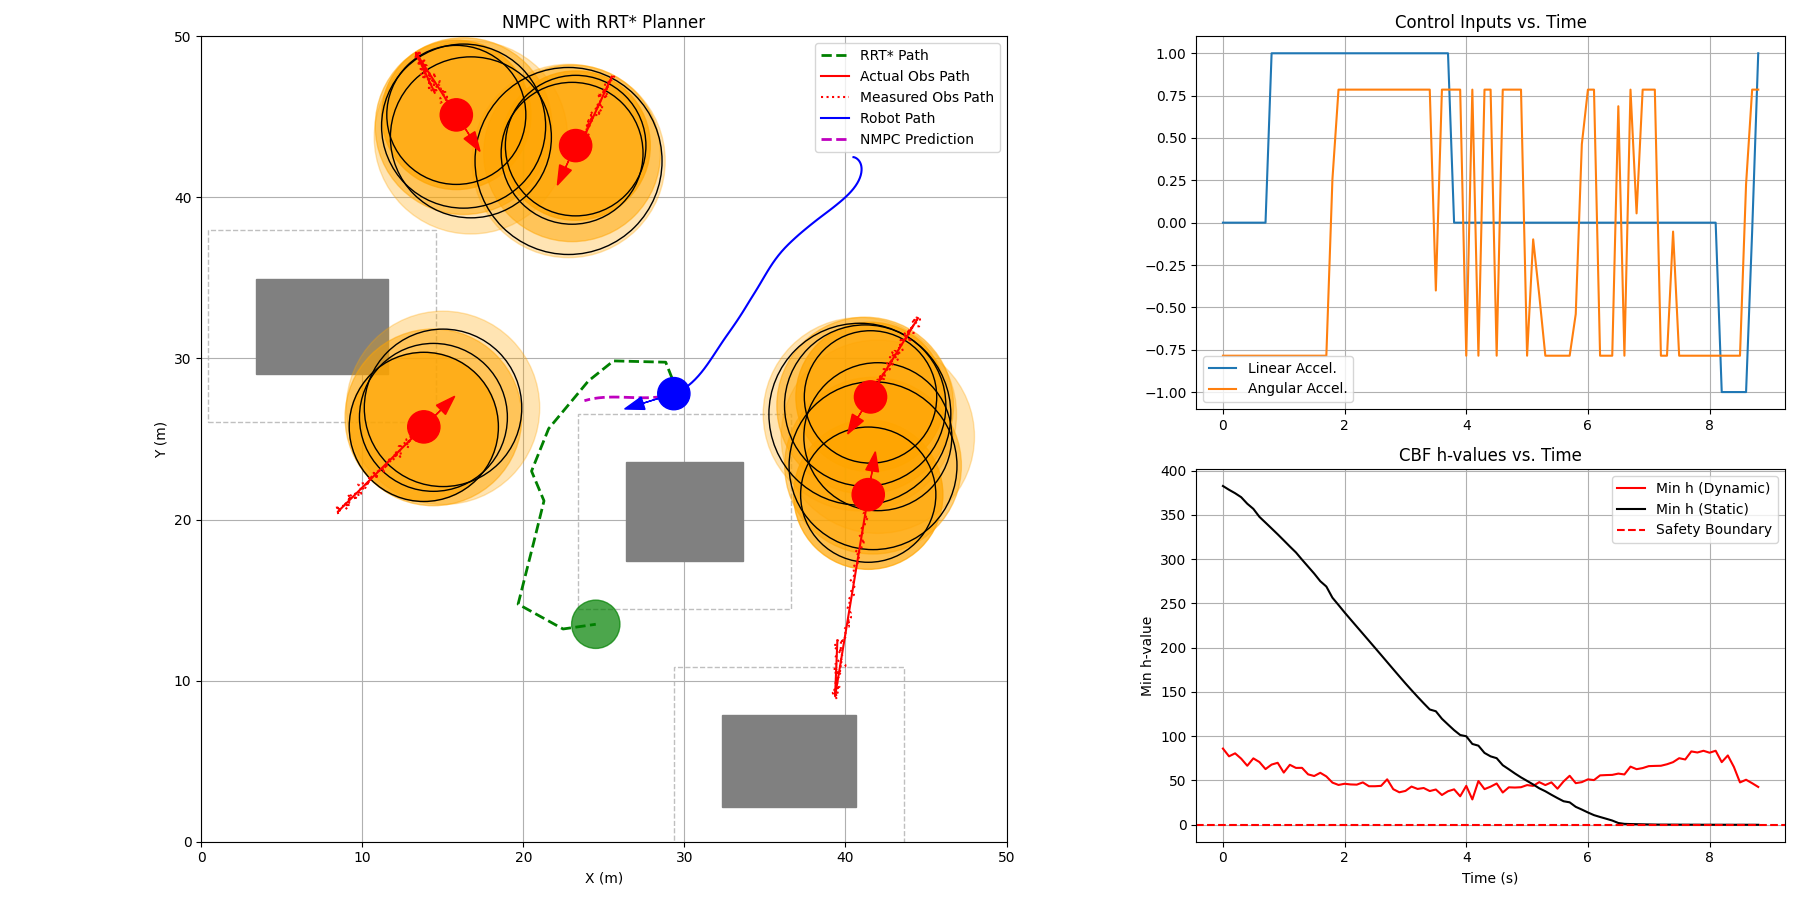 NMPC with RRT* Planner
50
40
30
20
10
0
Y (m)
0 10 20 30 40 50
X (m)
RRT* Path
Actual Obs Path
Measured Obs Path
Robot Path
NMPC Prediction
Control Inputs vs. Time
1.00
0.75
0.50
0.25
0.00
−0.25
−0.50
−0.75
−1.00
Linear Accel.
Angular Accel.
0 2 4 6 8
CBF h-values vs. Time
400
350
300
250
200
150
100
50
0
Min h-value
Min h (Dynamic)
Min h (Static)
Safety Boundary
0 2 4 6 8
Time (s)